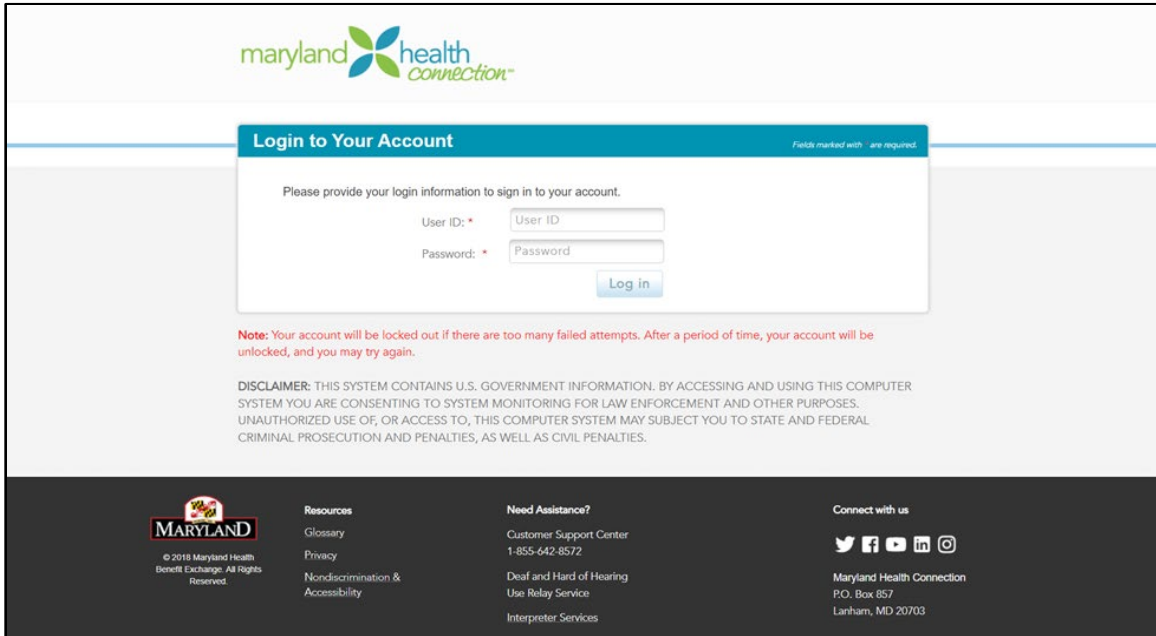 maryland health
connection℠
Login to Your Account
Fields marked with * are required.
Please provide your login information to sign in to your account.
User ID: *
User ID
Password: *
Password
Log in
Note: Your account will be locked out if there are too many failed attempts. After a period of time, your account will be
unlocked, and you may try again.
DISCLAIMER: THIS SYSTEM CONTAINS U.S. GOVERNMENT INFORMATION. BY ACCESSING AND USING THIS COMPUTER
SYSTEM YOU ARE CONSENTING TO SYSTEM MONITORING FOR LAW ENFORCEMENT AND OTHER PURPOSES.
UNAUTHORIZED USE OF, OR ACCESS TO, THIS COMPUTER SYSTEM MAY SUBJECT YOU TO STATE AND FEDERAL
CRIMINAL PROSECUTION AND PENALTIES, AS WELL AS CIVIL PENALTIES.
MARYLAND
© 2018 Maryland Health
Benefit Exchange. All Rights
Reserved.
Resources
Glossary
Privacy
Nondiscrimination &
Accessibility
Need Assistance?
Customer Support Center
1-855-642-8572
Deaf and Hard of Hearing
Use Relay Service
Interpreter Services
Connect with us
Maryland Health Connection
P.O. Box 857
Lanham, MD 20703